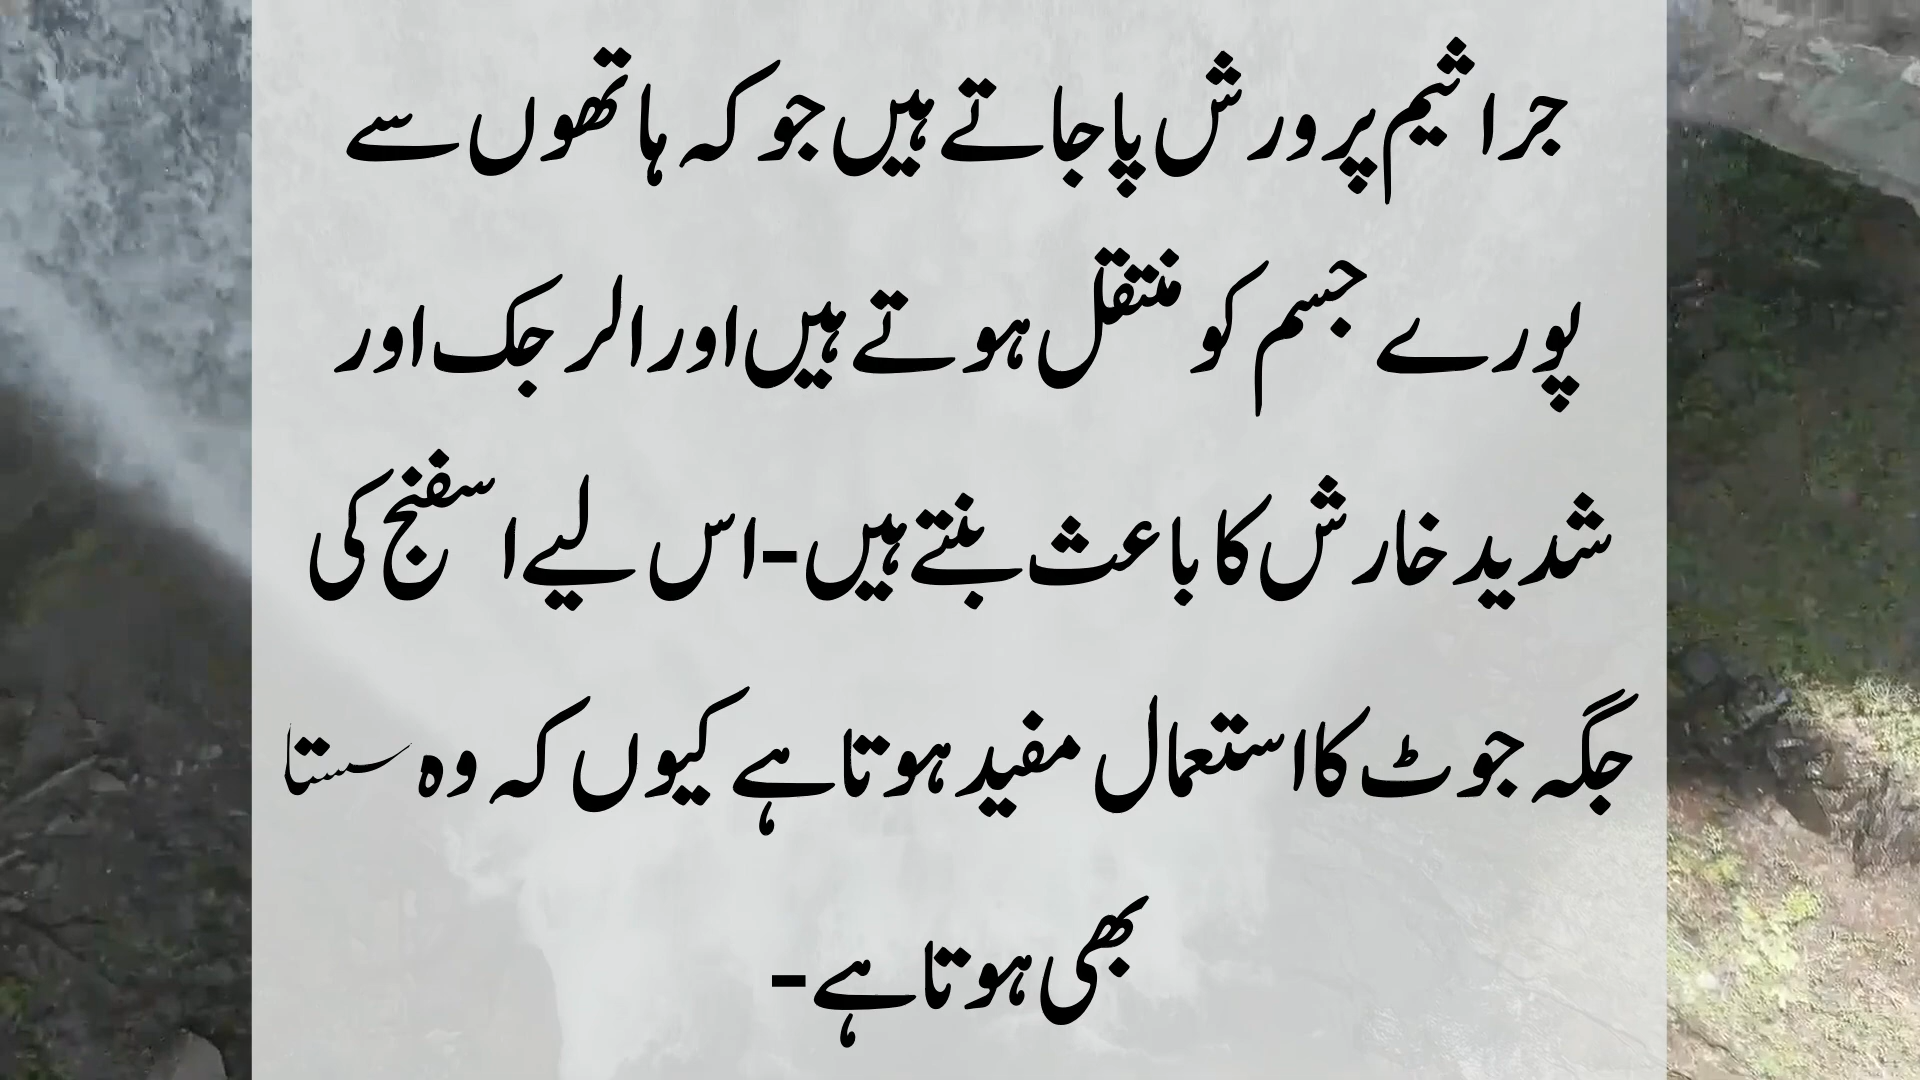 جراثیم پرورش پا جاتے ہیں جو کہ ہاتھوں سے
پورے جسم کو منتقل ہوتے ہیں اور الرجک اور
شدید خارش کا باعث بنتے ہیں- اس لیے اسفنج کی
جگہ جوٹ کا استعمال مفید ہوتا ہے کیوں کہ وہ سستا
بھی ہوتا ہے-